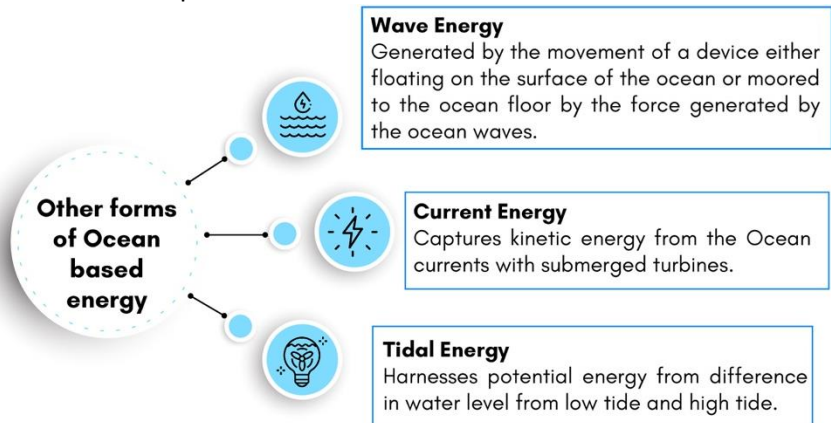 Other forms
of Ocean
based
energy
Wave Energy
Generated by the movement of a device either
floating on the surface of the ocean or moored
to the ocean floor by the force generated by
the ocean waves.
Current Energy
Captures kinetic energy from the Ocean
currents with submerged turbines.
Tidal Energy
Harnesses potential energy from difference
in water level from low tide and high tide.